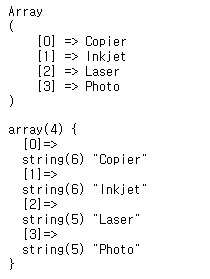 Array
(
    [0] => Copier
    [1] => Inkjet
    [2] => Laser
    [3] => Photo
)

array(4) {
  [0]=>
  string(6) "Copier"
  [1]=>
  string(6) "Inkjet"
  [2]=>
  string(5) "Laser"
  [3]=>
  string(5) "Photo"
}